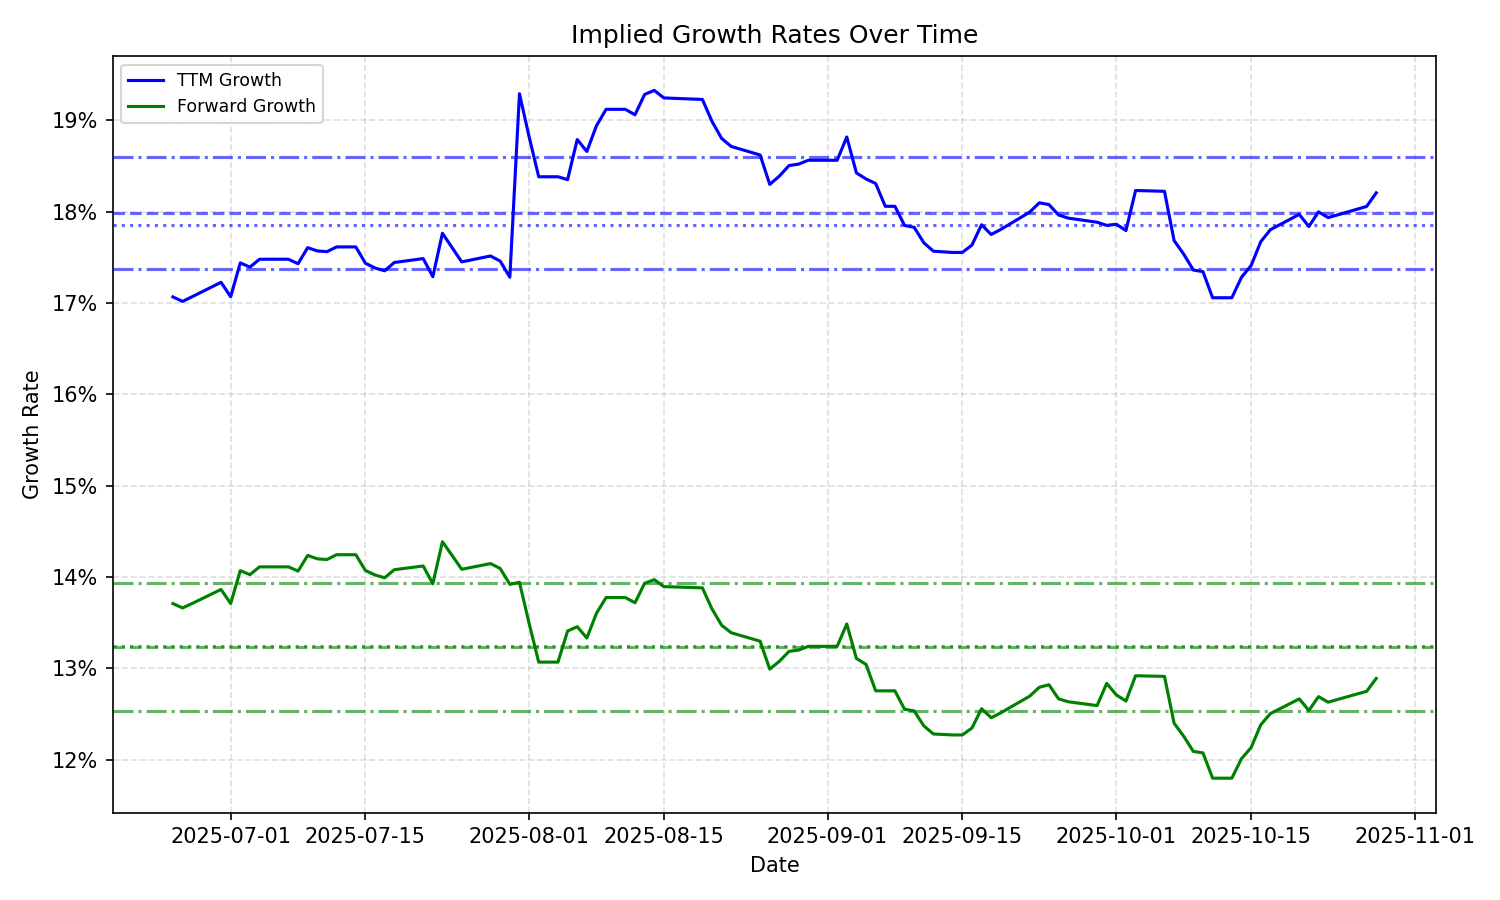 Implied Growth Rates Over Time
TTM Growth
Forward Growth
19%
18%
17%
16%
15%
14%
13%
12%
Growth Rate
2025-07-01 2025-07-15 2025-08-01 2025-08-15 2025-09-01 2025-09-15 2025-10-01 2025-10-15 2025-11-01
Date